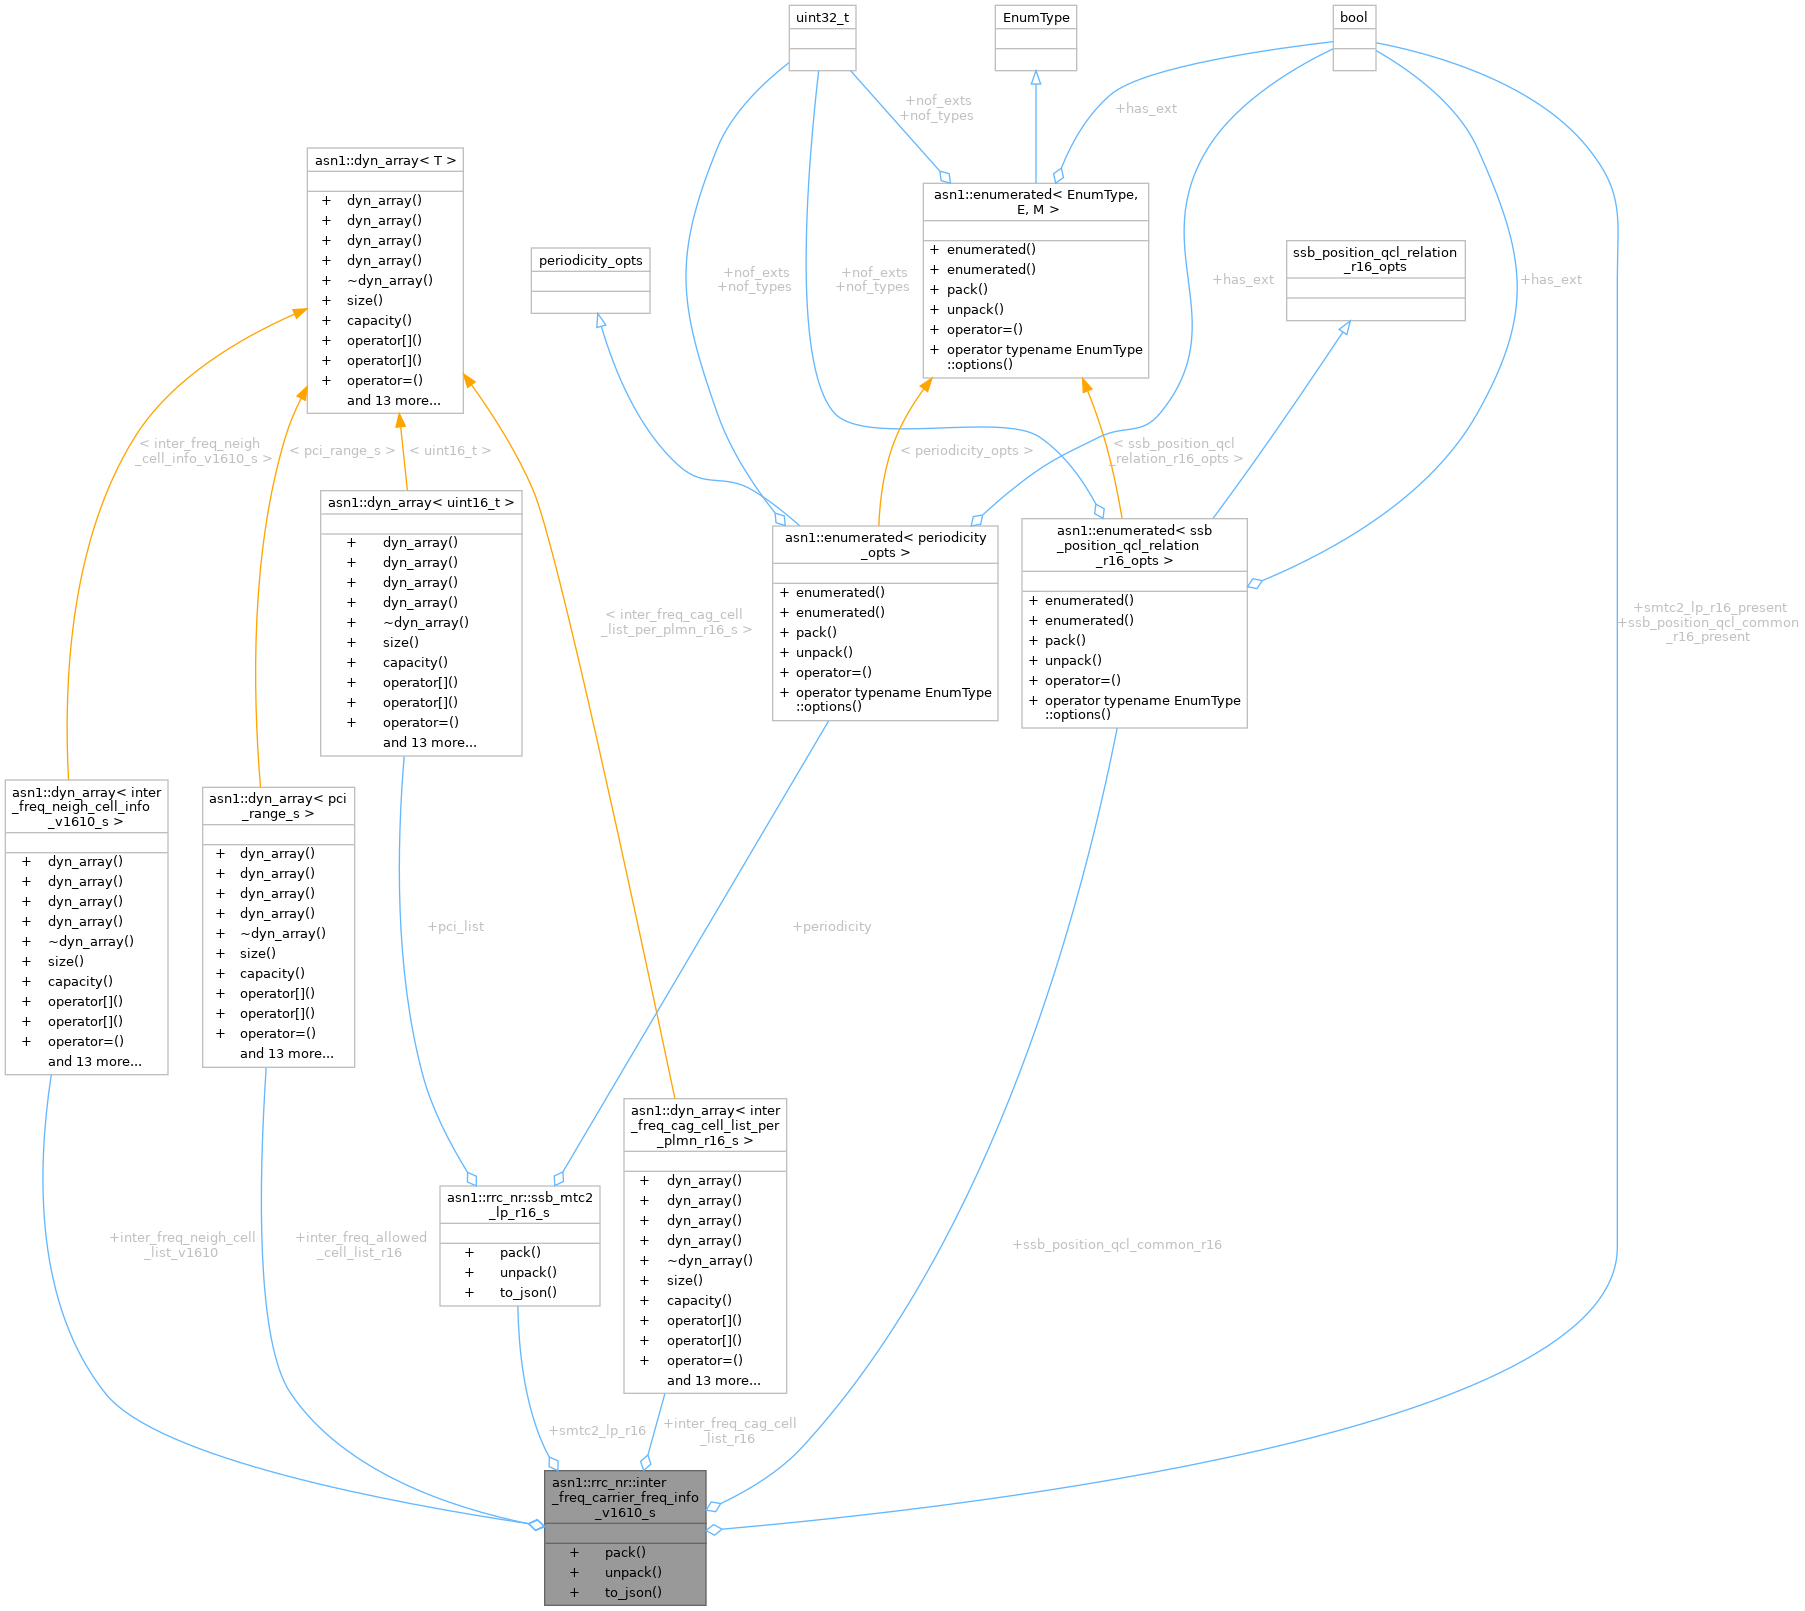 uint32_t
EnumType
bool
+nof_exts
+nof_types
+has_ext
asn1::dyn_array< T >
+ dyn_array()
+ dyn_array()
+ dyn_array()
+ dyn_array()
+ ~dyn_array()
+ size()
+ capacity()
+ operator[]()
+ operator[]()
+ operator=()
and 13 more...
asn1::enumerated< EnumType,
E, M >
+ enumerated()
+ enumerated()
+ pack()
+ unpack()
+ operator=()
+ operator typename EnumType
::options()
periodicity_opts
ssb_position_qcl_relation
_r16_opts
+nof_exts
+nof_types
+nof_exts
+nof_types
+has_ext
+has_ext
< inter_freq_neigh
_cell_info_v1610_s >
< pci_range_s >
< uint16_t >
< periodicity_opts >
< ssb_position_qcl
_relation_r16_opts >
asn1::dyn_array< uint16_t >
+ dyn_array()
+ dyn_array()
+ dyn_array()
+ dyn_array()
+ ~dyn_array()
+ size()
+ capacity()
+ operator[]()
+ operator[]()
+ operator=()
and 13 more...
asn1::enumerated< periodicity
_opts >
+ enumerated()
+ enumerated()
+ pack()
+ unpack()
+ operator=()
+ operator typename EnumType
::options()
asn1::enumerated< ssb
_position_qcl_relation
_r16_opts >
+ enumerated()
+ enumerated()
+ pack()
+ unpack()
+ operator=()
+ operator typename EnumType
::options()
< inter_freq_cag_cell
_list_per_plmn_r16_s >
+smtc2_lp_r16_present
+ssb_position_qcl_common
_r16_present
asn1::dyn_array< inter
_freq_neigh_cell_info
_v1610_s >
+ dyn_array()
+ dyn_array()
+ dyn_array()
+ dyn_array()
+ ~dyn_array()
+ size()
+ capacity()
+ operator[]()
+ operator[]()
+ operator=()
and 13 more...
asn1::dyn_array< pci
_range_s >
+ dyn_array()
+ dyn_array()
+ dyn_array()
+ dyn_array()
+ ~dyn_array()
+ size()
+ capacity()
+ operator[]()
+ operator[]()
+ operator=()
and 13 more...
+pci_list
+periodicity
asn1::dyn_array< inter
_freq_cag_cell_list_per
_plmn_r16_s >
+ dyn_array()
+ dyn_array()
+ dyn_array()
+ dyn_array()
+ ~dyn_array()
+ size()
+ capacity()
+ operator[]()
+ operator[]()
+ operator=()
and 13 more...
asn1::rrc_nr::ssb_mtc2
_lp_r16_s
+ pack()
+ unpack()
+ to_json()
+inter_freq_neigh_cell
_list_v1610
+inter_freq_allowed
_cell_list_r16
+ssb_position_qcl_common_r16
+smtc2_lp_r16
+inter_freq_cag_cell
_list_r16
asn1::rrc_nr::inter
_freq_carrier_freq_info
_v1610_s
+ pack()
+ unpack()
+ to_json()